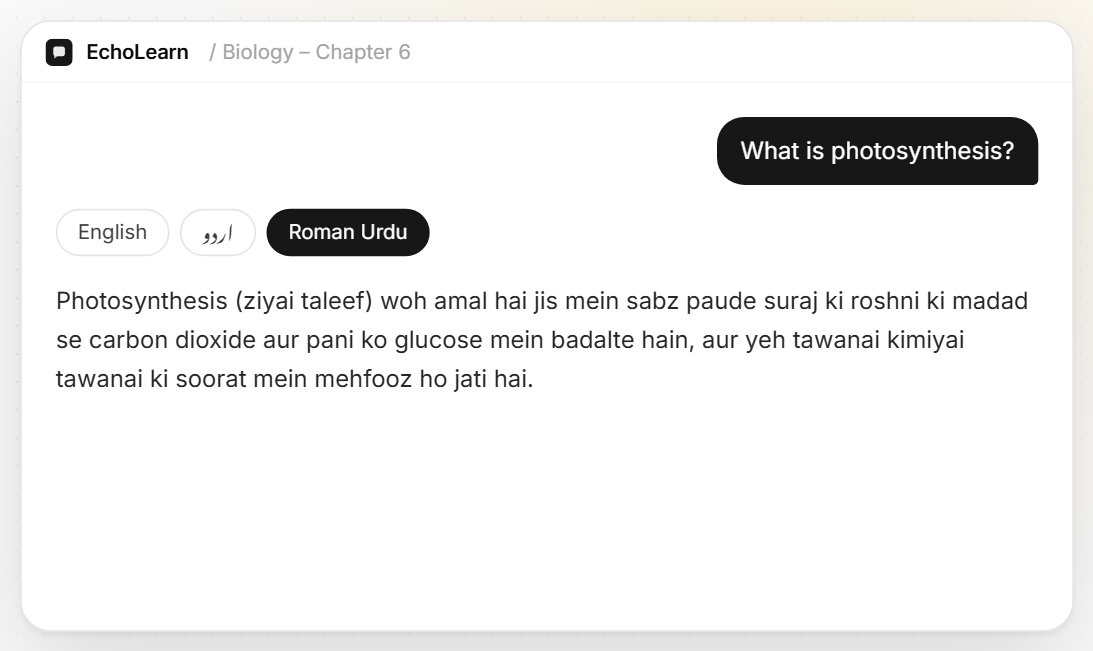 EchoLearn / Biology – Chapter 6
What is photosynthesis?
English اردو Roman Urdu
Photosynthesis (ziyai taleef) woh amal hai jis mein sabz paude suraj ki roshni ki madad
se carbon dioxide aur pani ko glucose mein badalte hain, aur yeh tawanai kimiyai
tawanai ki soorat mein mehfooz ho jati hai.